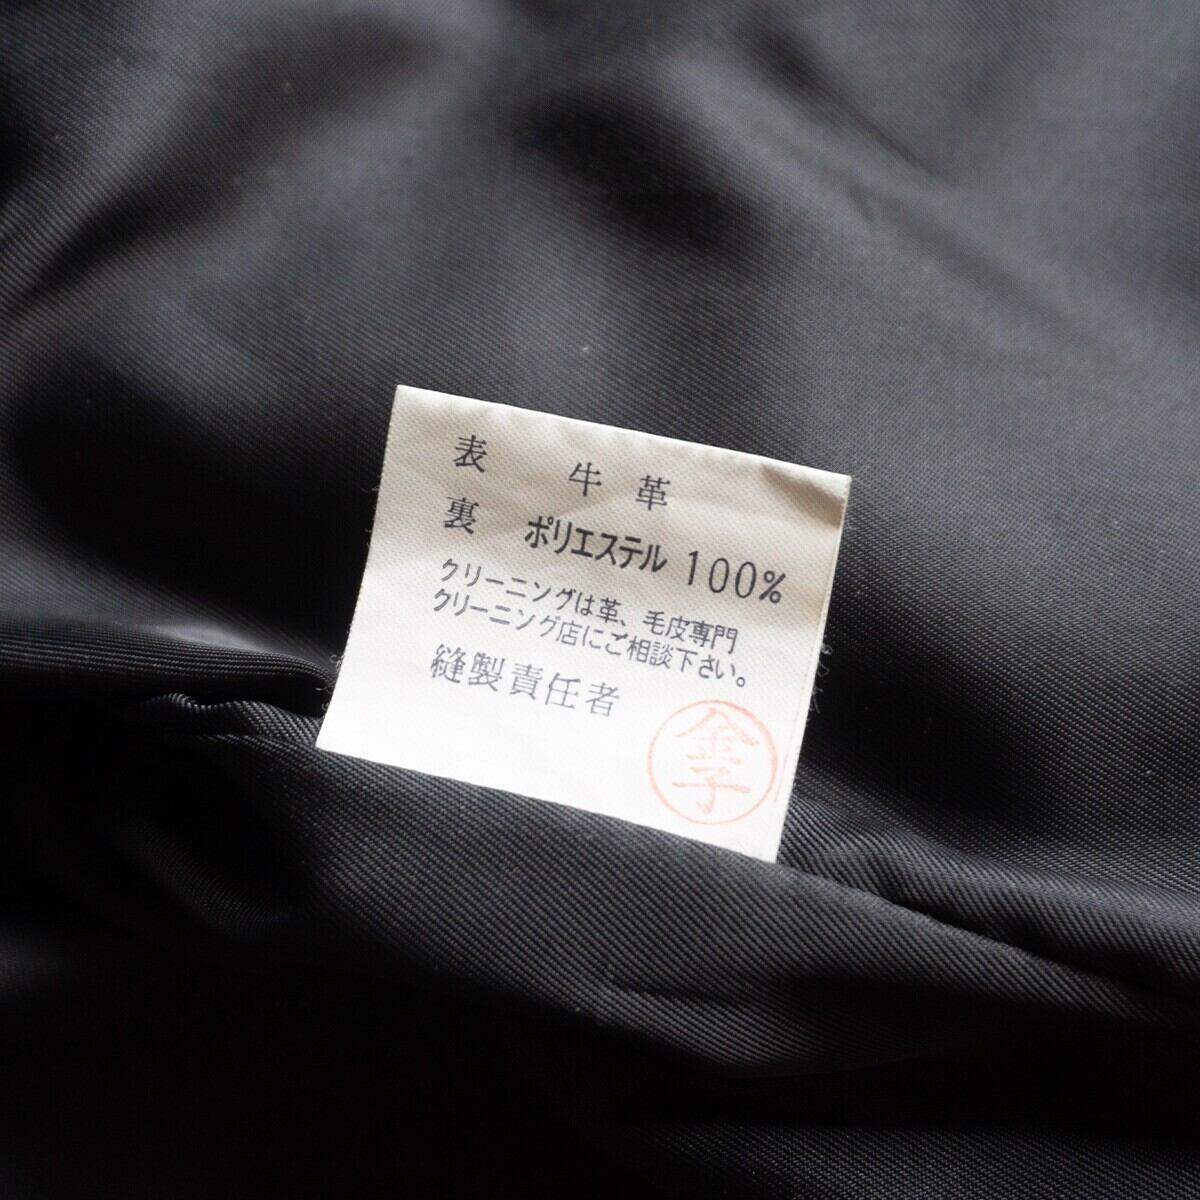 表 牛革
裏 ポリエステル 100%
クリーニングは革、毛皮専門
クリーニング店にご相談下さい。
縫製責任者
金子